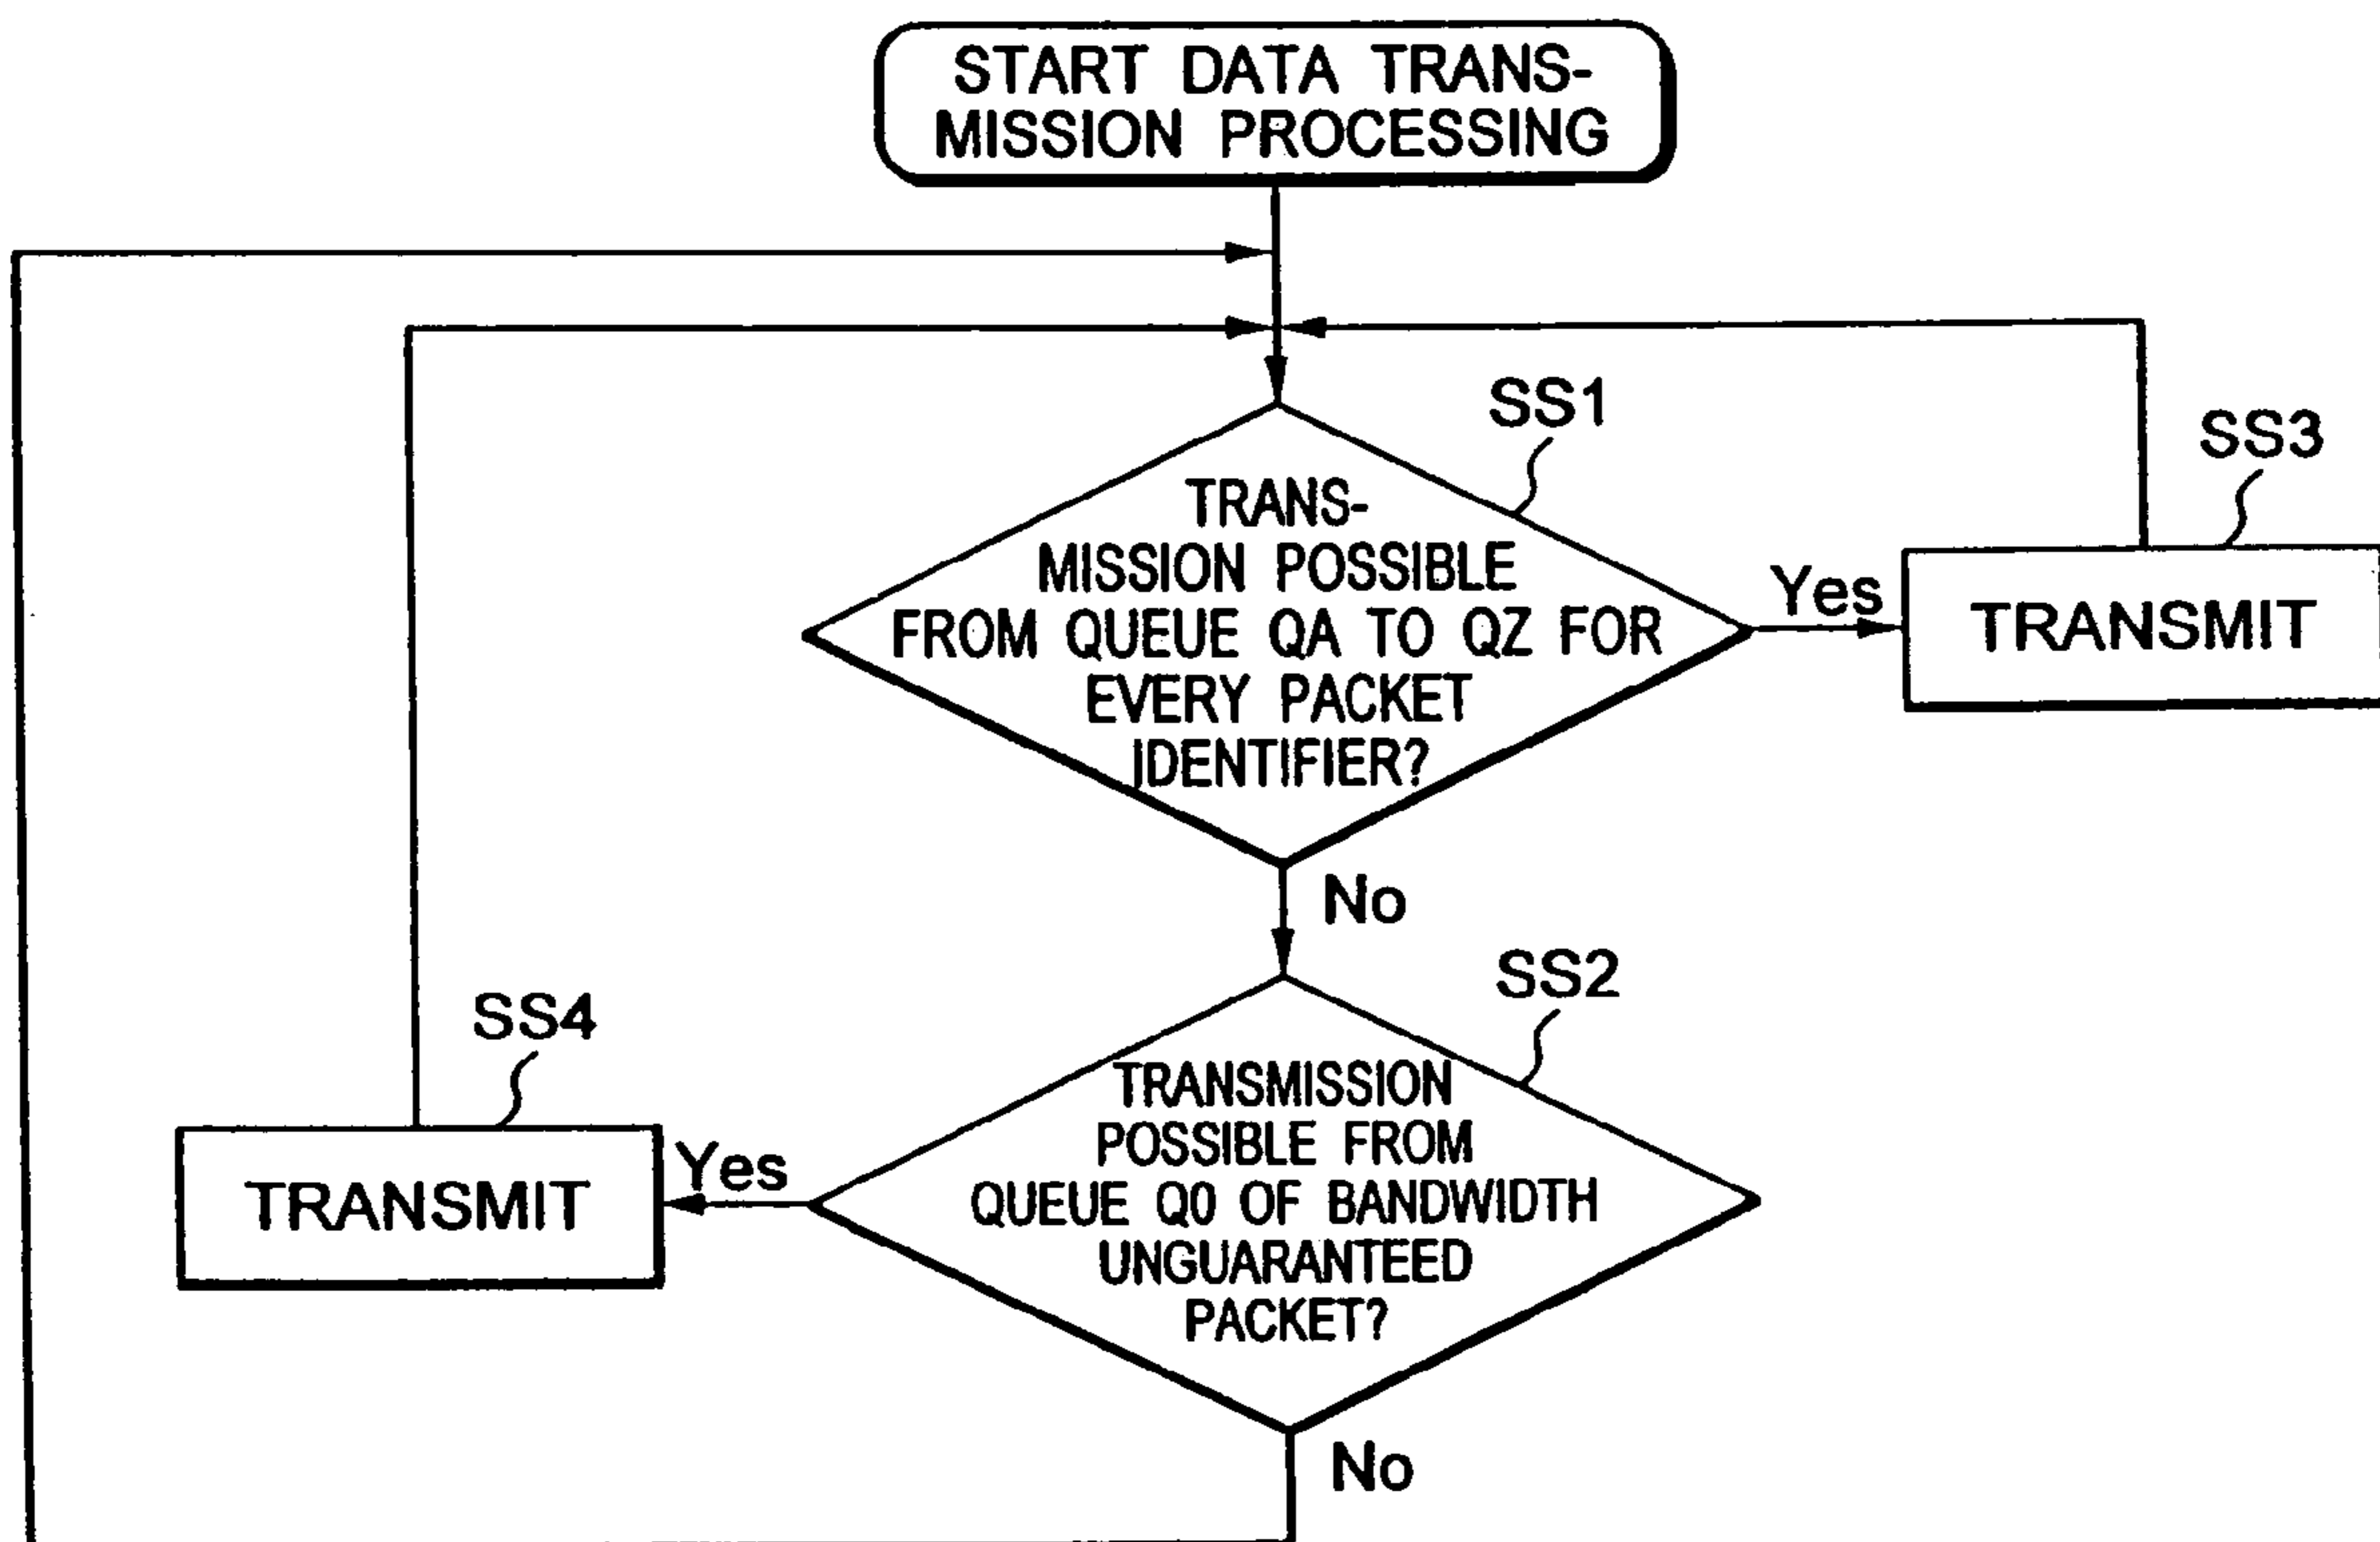 START DATA TRANS-
MISSION PROCESSING
SS1
SS3
TRANS-
MISSION POSSIBLE
FROM QUEUE QA TO QZ FOR
EVERY PACKET
IDENTIFIER?
Yes
TRANSMIT
No
SS2
SS4
TRANSMISSION
POSSIBLE FROM
QUEUE Q0 OF BANDWIDTH
UNGUARANTEED
PACKET?
Yes
TRANSMIT
No